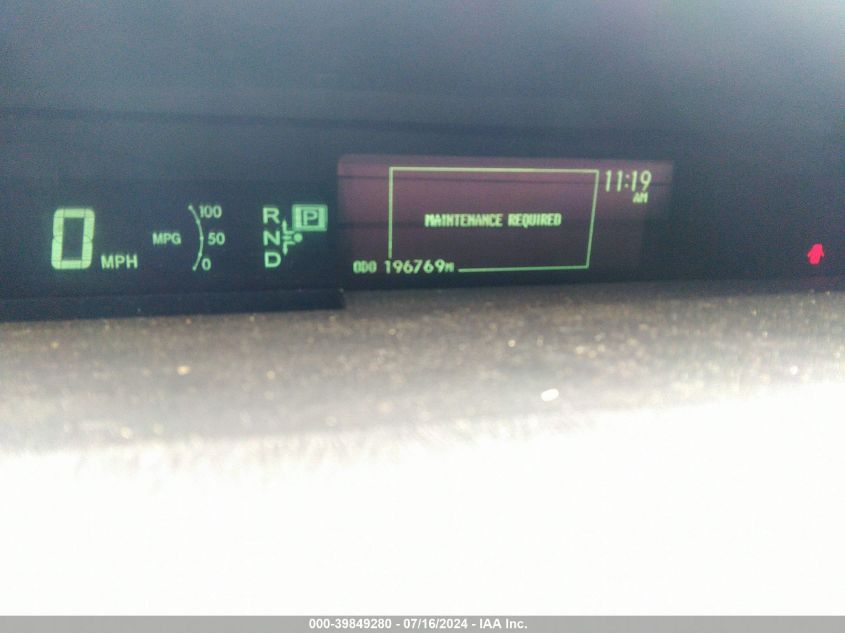 0 MPH
MPG
100
50
0
R
N
D
P
11:19
AM
MAINTENANCE REQUIRED
ODO 196769MI
000-39849280 - 07/16/2024 - IAA Inc.